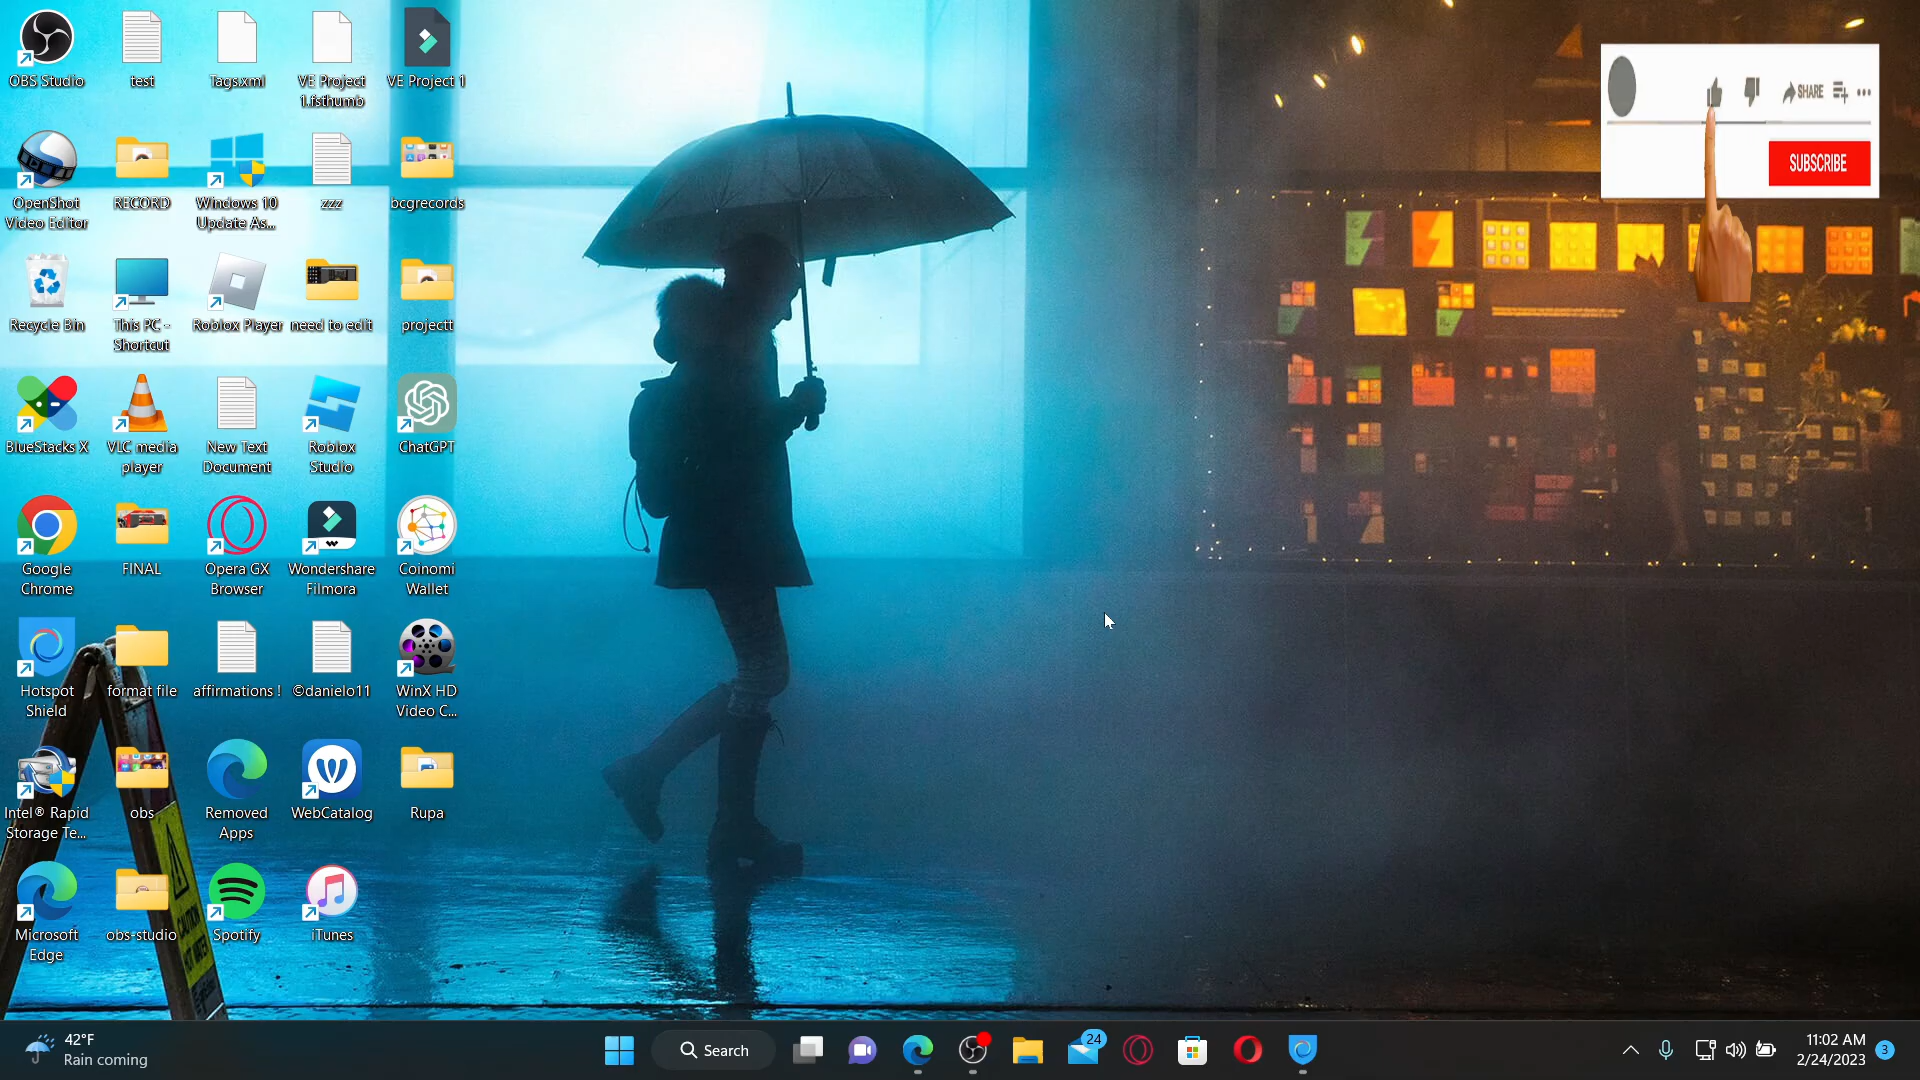 OBS Studio
test
Tags.xml
VE Project
1.fsthumb
VE Project 1
SHARE
SUBSCRIBE
OpenShot
Video Editor
RECORD
Windows 10
Update As...
zzz
bcgrecords
Recycle Bin
This PC -
Shortcut
Roblox Player
need to edit
projectt
BlueStacks X
VLC media
player
New Text
Document
Roblox
Studio
ChatGPT
Google
Chrome
FINAL
Opera GX
Browser
Wondershare
Filmora
Coinomi
Wallet
Hotspot
Shield
format file
affirmations !
©danielo11
WinX HD
Video C...
Intel® Rapid
Storage Te...
obs
Removed
Apps
WebCatalog
Rupa
CAUTION
Microsoft
Edge
obs-studio
Spotify
iTunes
42°F
Rain coming
Search
24
11:02 AM
2/24/2023
3